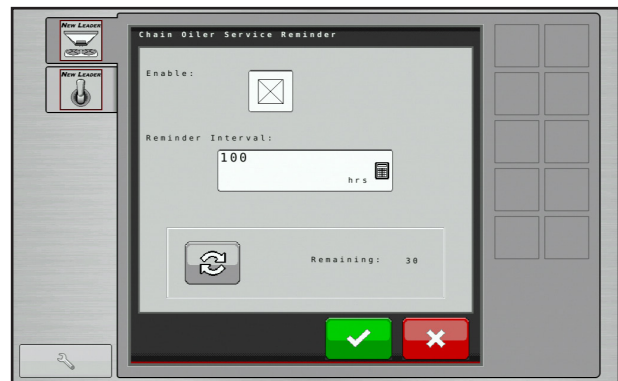 NEW LEADER
NEW LEADER
Chain Oiler Service Reminder
Enable:
Reminder Interval:
100
hrs
Remaining: 30